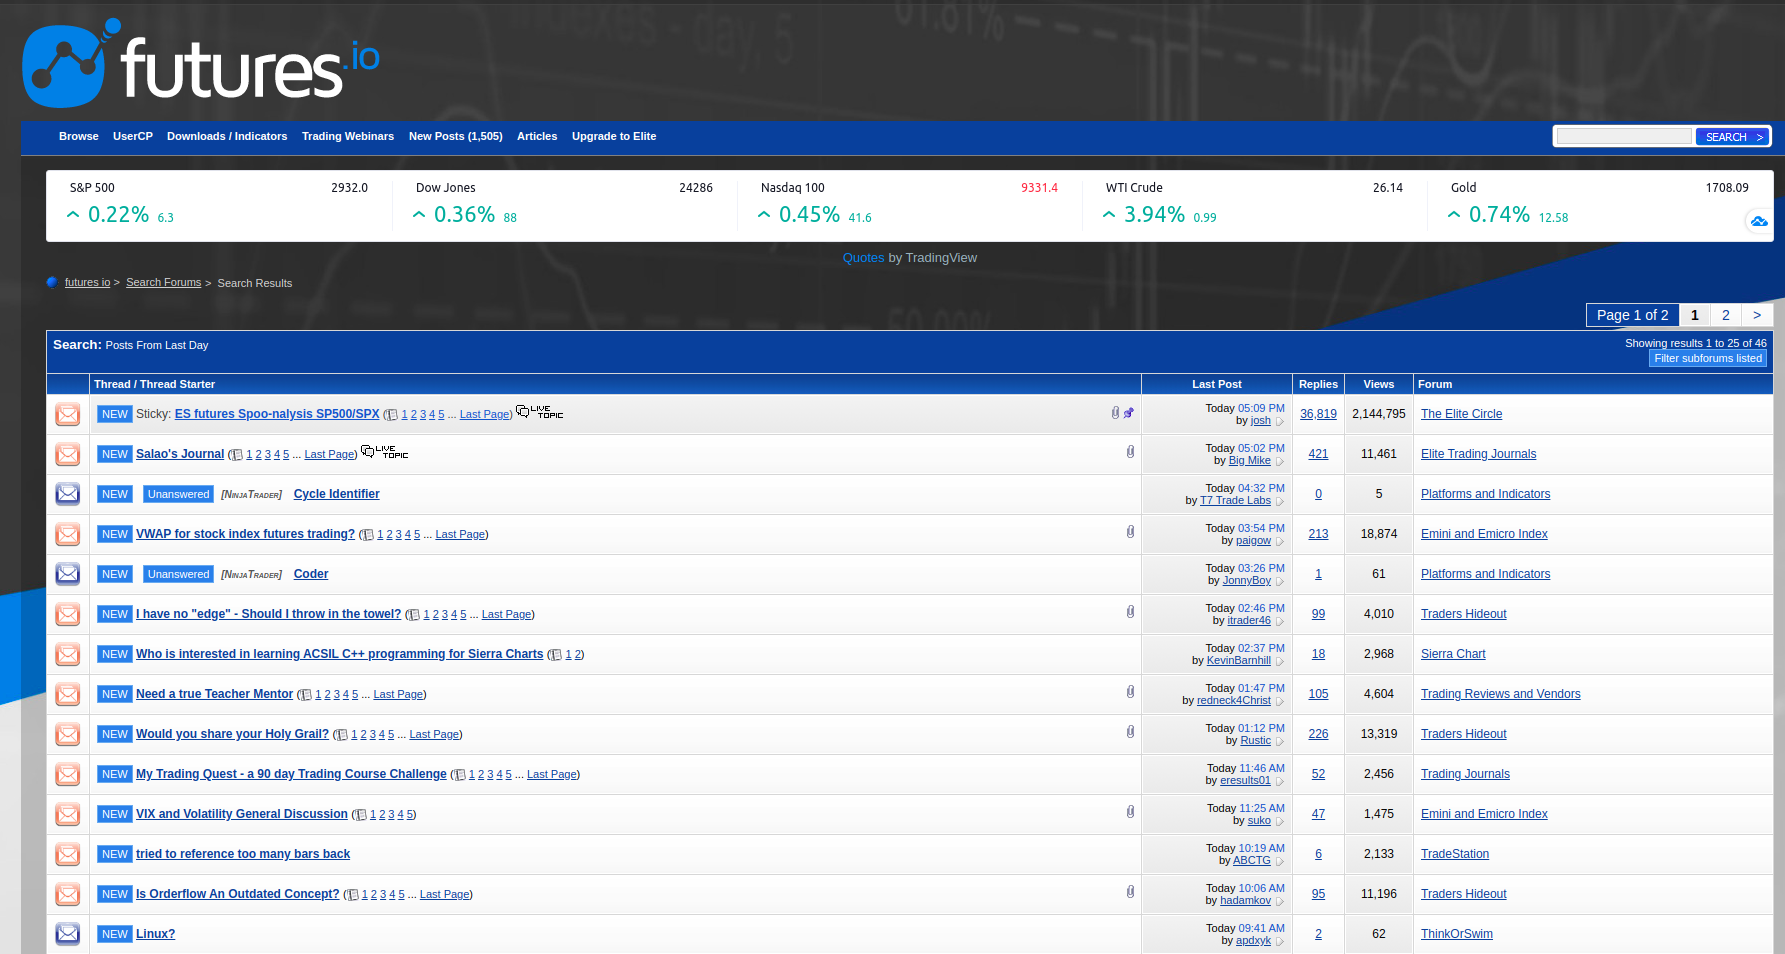 futures.io
Browse UserCP Downloads / Indicators Trading Webinars New Posts (1,505) Articles Upgrade to Elite SEARCH >
S&P 500 2932.0 Dow Jones 24286 Nasdaq 100 9331.4 WTI Crude 26.14 Gold 1708.09
0.22% 6.3 0.36% 88 0.45% 41.6 3.94% 0.99 0.74% 12.58
Quotes by TradingView
futures io > Search Forums > Search Results
Page 1 of 2 1 2 >
Search: Posts From Last Day Showing results 1 to 25 of 46
Filter subforums listed
Thread / Thread Starter Last Post Replies Views Forum
NEW Sticky: ES futures Spoo-nalysis SP500/SPX ( 1 2 3 4 5 ... Last Page) LIVE TOPIC Today 05:09 PM 36,819 2,144,795 The Elite Circle
by josh
NEW Salao's Journal ( 1 2 3 4 5 ... Last Page) LIVE TOPIC Today 05:02 PM 421 11,461 Elite Trading Journals
by Big Mike
NEW Unanswered [NinjaTrader] Cycle Identifier Today 04:32 PM 0 5 Platforms and Indicators
by T7 Trade Labs
NEW VWAP for stock index futures trading? ( 1 2 3 4 5 ... Last Page) Today 03:54 PM 213 18,874 Emini and Emicro Index
by paigow
NEW Unanswered [NinjaTrader] Coder Today 03:26 PM 1 61 Platforms and Indicators
by JonnyBoy
NEW I have no "edge" - Should I throw in the towel? ( 1 2 3 4 5 ... Last Page) Today 02:46 PM 99 4,010 Traders Hideout
by itrader46
NEW Who is interested in learning ACSIL C++ programming for Sierra Charts ( 1 2) Today 02:37 PM 18 2,968 Sierra Chart
by KevinBarnhill
NEW Need a true Teacher Mentor ( 1 2 3 4 5 ... Last Page) Today 01:47 PM 105 4,604 Trading Reviews and Vendors
by redneck4Christ
NEW Would you share your Holy Grail? ( 1 2 3 4 5 ... Last Page) Today 01:12 PM 226 13,319 Traders Hideout
by Rustic
NEW My Trading Quest - a 90 day Trading Course Challenge ( 1 2 3 4 5 ... Last Page) Today 11:46 AM 52 2,456 Trading Journals
by eresults01
NEW VIX and Volatility General Discussion ( 1 2 3 4 5) Today 11:25 AM 47 1,475 Emini and Emicro Index
by suko
NEW tried to reference too many bars back Today 10:19 AM 6 2,133 TradeStation
by ABCTG
NEW Is Orderflow An Outdated Concept? ( 1 2 3 4 5 ... Last Page) Today 10:06 AM 95 11,196 Traders Hideout
by hadamkov
NEW Linux? Today 09:41 AM 2 62 ThinkOrSwim
by apdxyk